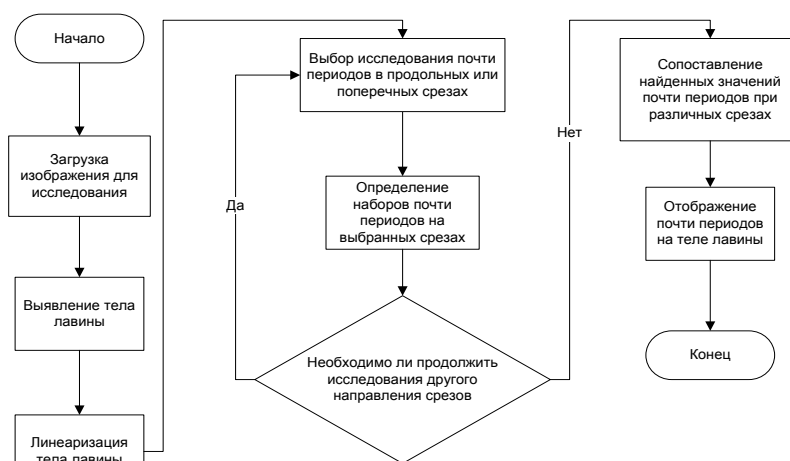 Начало
Загрузка
изображения для
исследования
Выявление тела
лавины
Линеаризация
тела лавины
Выбор исследования почти
периодов в продольных или
поперечных срезах
Определение
наборов почти
периодов на
выбранных срезах
Да
Необходимо ли продолжить
исследования другого
направления срезов
Нет
Сопоставление
найденных значений
почти периодов при
различных срезах
Отображение
почти периодов
на теле лавины
Конец